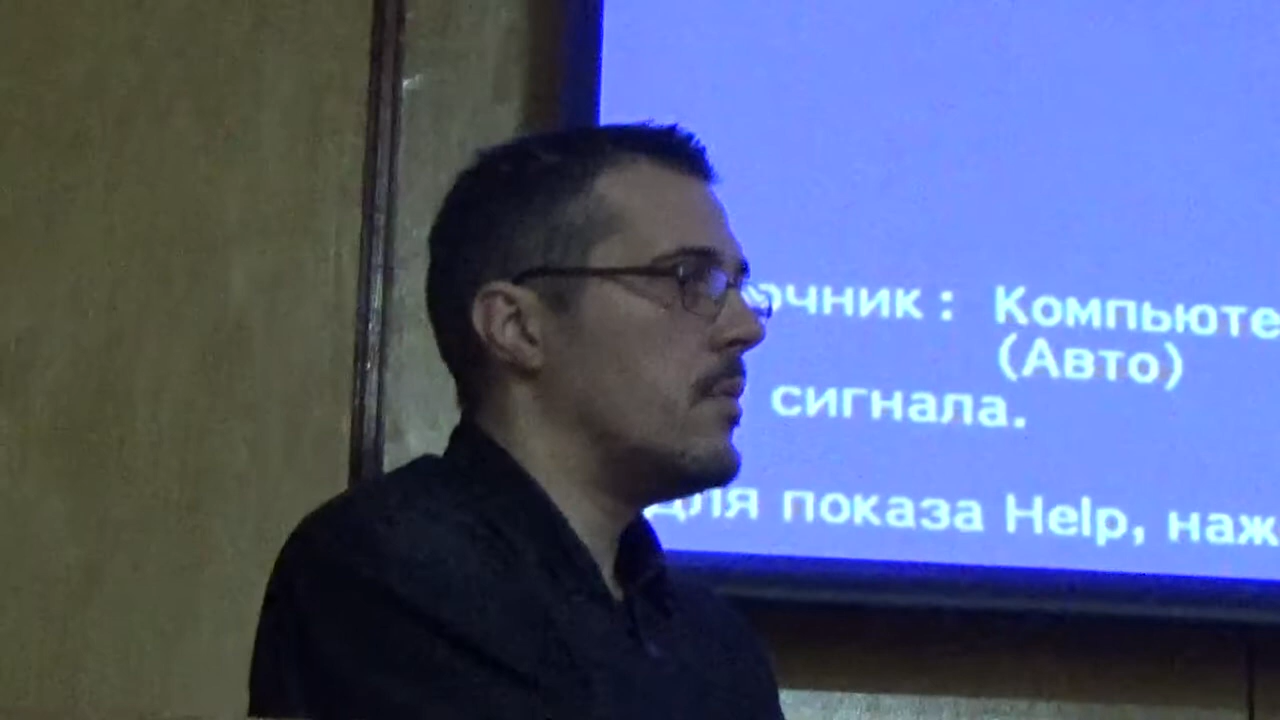 очник: Компьюте
(Авто)
сигнала.
для показа Help, наж